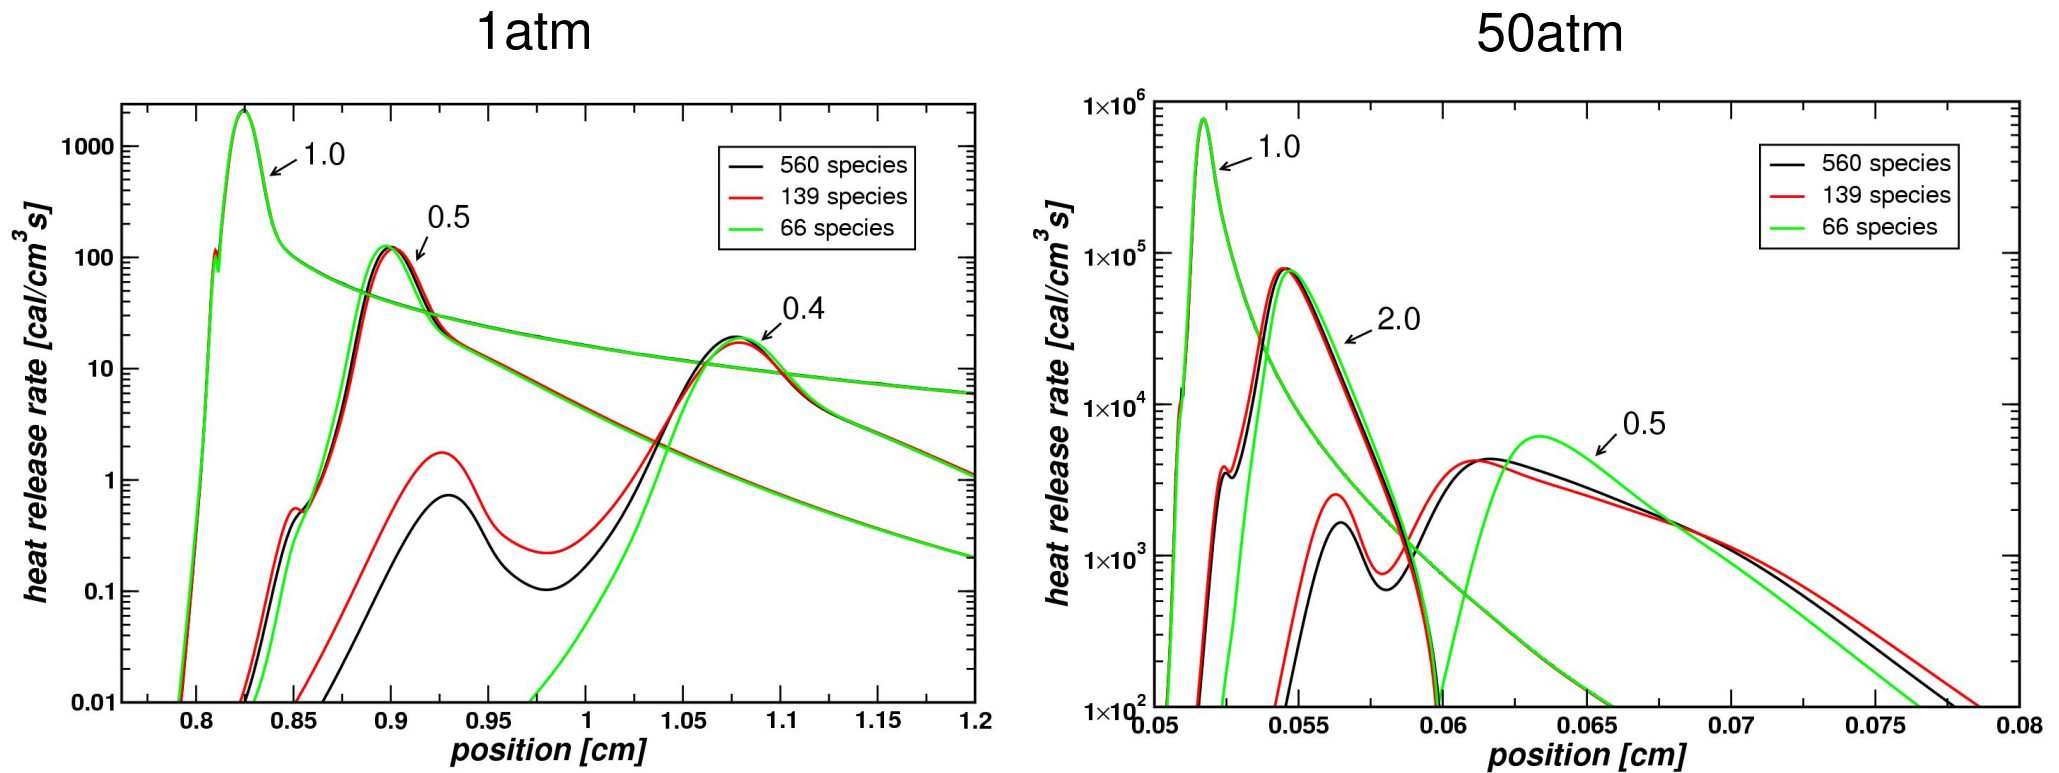 1atm
50atm
heat release rate [cal/cm³s]
1000
100
10
1
0.1
0.01
0.8
0.85
0.9
0.95
1
1.05
1.1
1.15
1.2
position [cm]
1.0
0.5
0.4
560 species
139 species
66 species
heat release rate [cal/cm³s]
1×10⁶
1×10⁵
1×10⁴
1×10³
1×10²
0.05
0.055
0.06
0.065
0.07
0.075
0.08
position [cm]
1.0
2.0
0.5
560 species
139 species
66 species